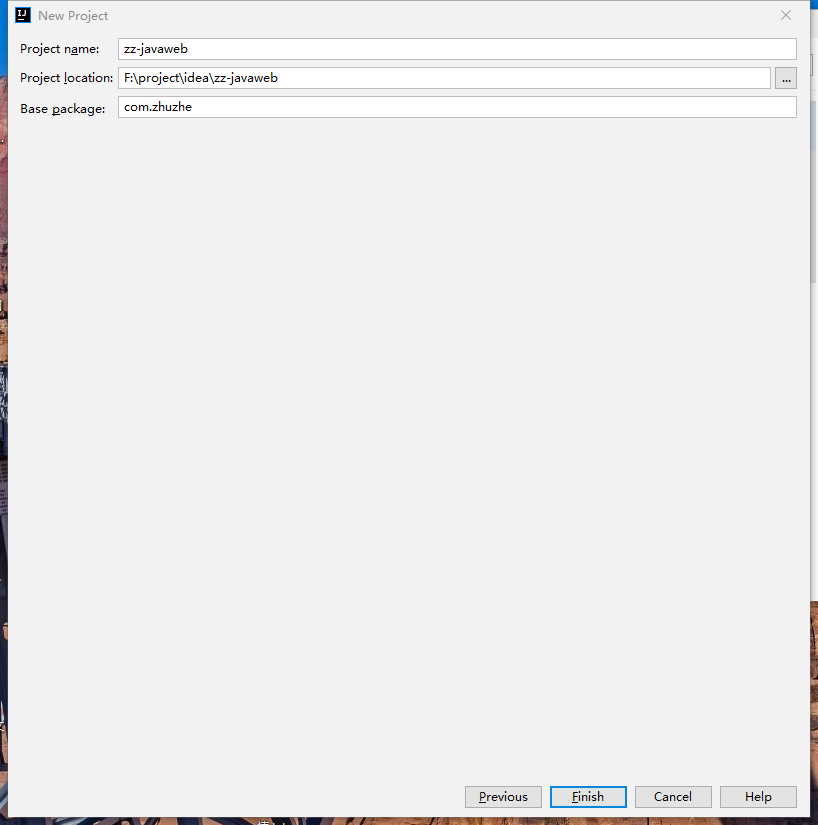 New Project
Project name: zz-javaweb
Project location: F:\project\idea\zz-javaweb ...
Base package: com.zhuzhe
Previous Finish Cancel Help